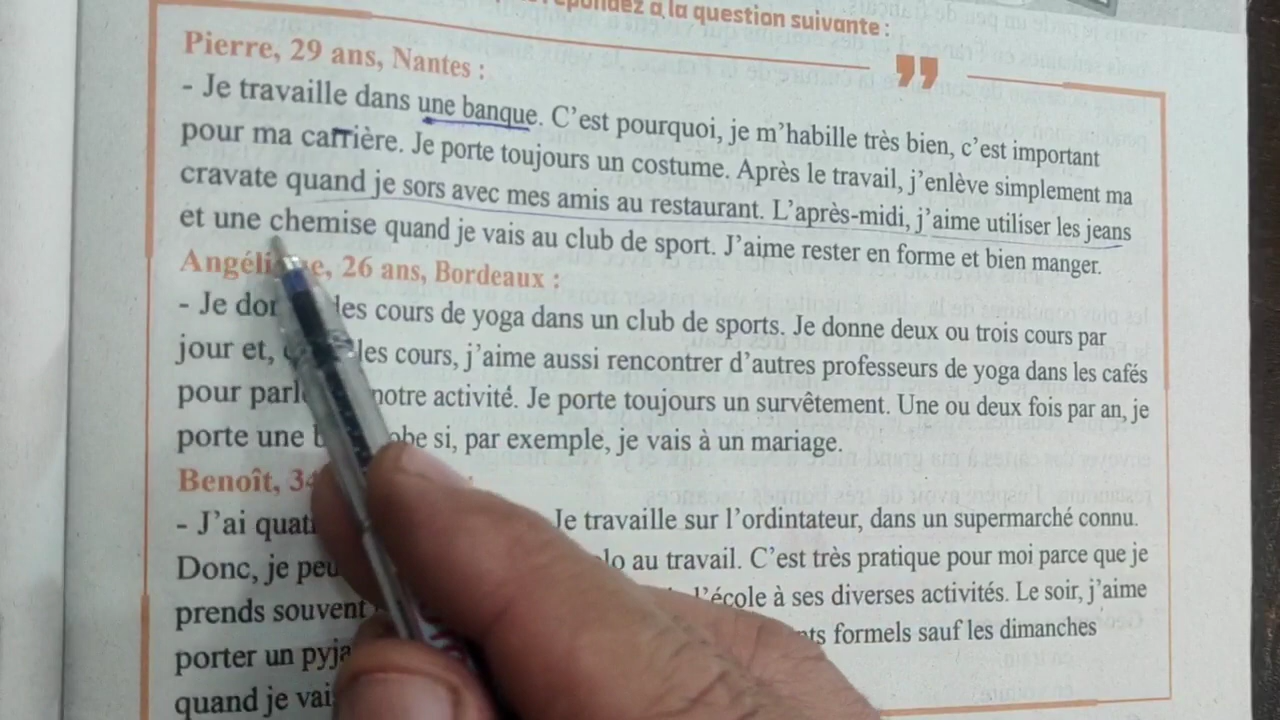 répondez à la question suivante :
Pierre, 29 ans, Nantes :
- Je travaille dans une banque. C'est pourquoi, je m'habille très bien, c'est important
pour ma carrière. Je porte toujours un costume. Après le travail, j'enlève simplement ma
cravate quand je sors avec mes amis au restaurant. L'après-midi, j'aime utiliser les jeans
et une chemise quand je vais au club de sport. J'aime rester en forme et bien manger.
26 ans, Bordeaux :
- Je des cours de yoga dans un club de sports. Je donne deux ou trois cours par
jour et, les cours, j'aime aussi rencontrer d'autres professeurs de yoga dans les cafés
pour notre activité. Je porte toujours un survêtement. Une ou deux fois par an, je
porte une si, par exemple, je vais à un mariage.
Benoît,
- J'ai Je travaille sur l'ordintateur, dans un supermarché connu.
Donc, je au travail. C'est très pratique pour moi parce que je
prends souvent l'école à ses diverses activités. Le soir, j'aime
porter un formels sauf les dimanches
quand je